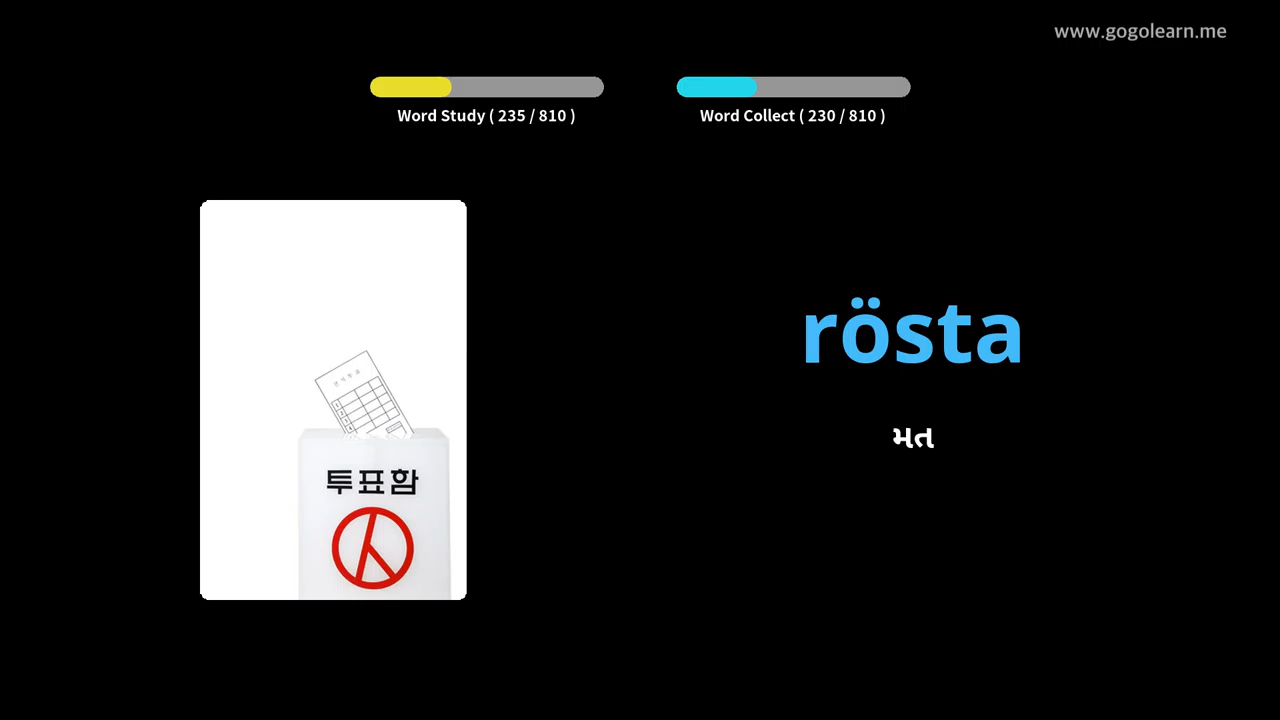 www.gogolearn.me
Word Study ( 235 / 810 )
Word Collect ( 230 / 810 )
rösta
મત
투표함